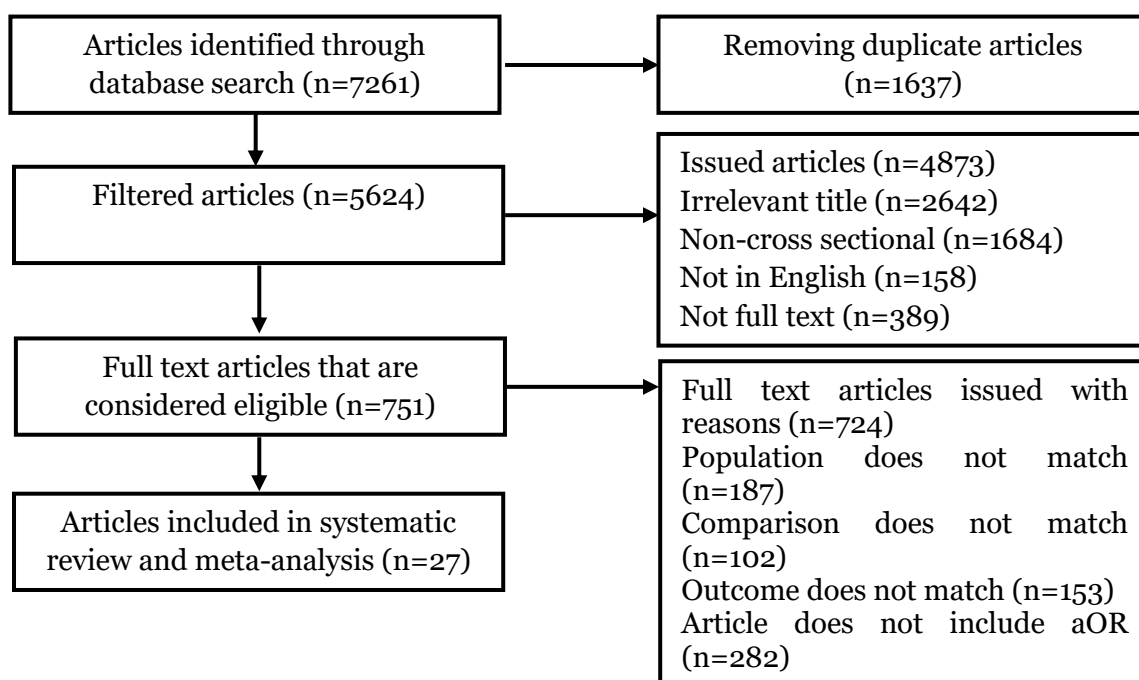 Articles identified through
database search (n=7261)
Removing duplicate articles
(n=1637)
Filtered articles (n=5624)
Issued articles (n=4873)
Irrelevant title (n=2642)
Non-cross sectional (n=1684)
Not in English (n=158)
Not full text (n=389)
Full text articles that are
considered eligible (n=751)
Full text articles issued with
reasons (n=724)
Population does not match
(n=187)
Comparison does not match
(n=102)
Outcome does not match (n=153)
Article does not include aOR
(n=282)
Articles included in systematic
review and meta-analysis (n=27)